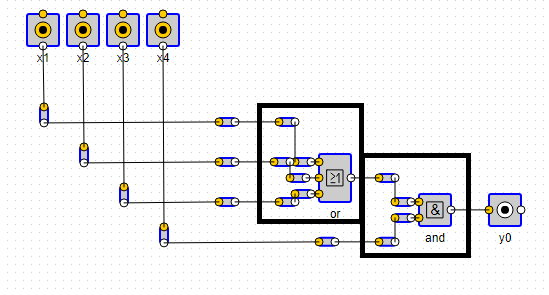 x1 x2 x3 x4
≥1
or
&
and y0